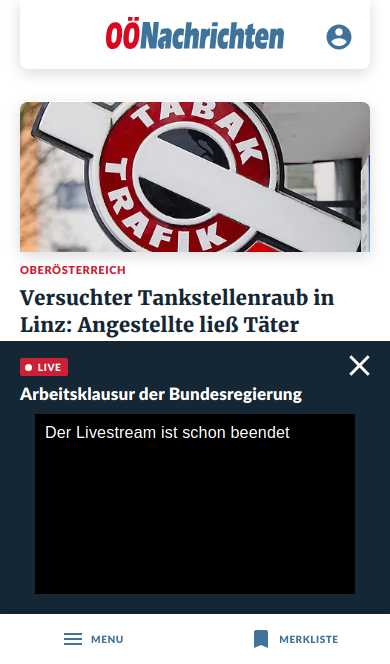 OÖNachrichten
TABAK
TRAFIK
OBERÖSTERREICH
Versuchter Tankstellenraub in
Linz: Angestellte ließ Täter
LIVE
Arbeitsklausur der Bundesregierung
Der Livestream ist schon beendet
MENU
MERKLISTE